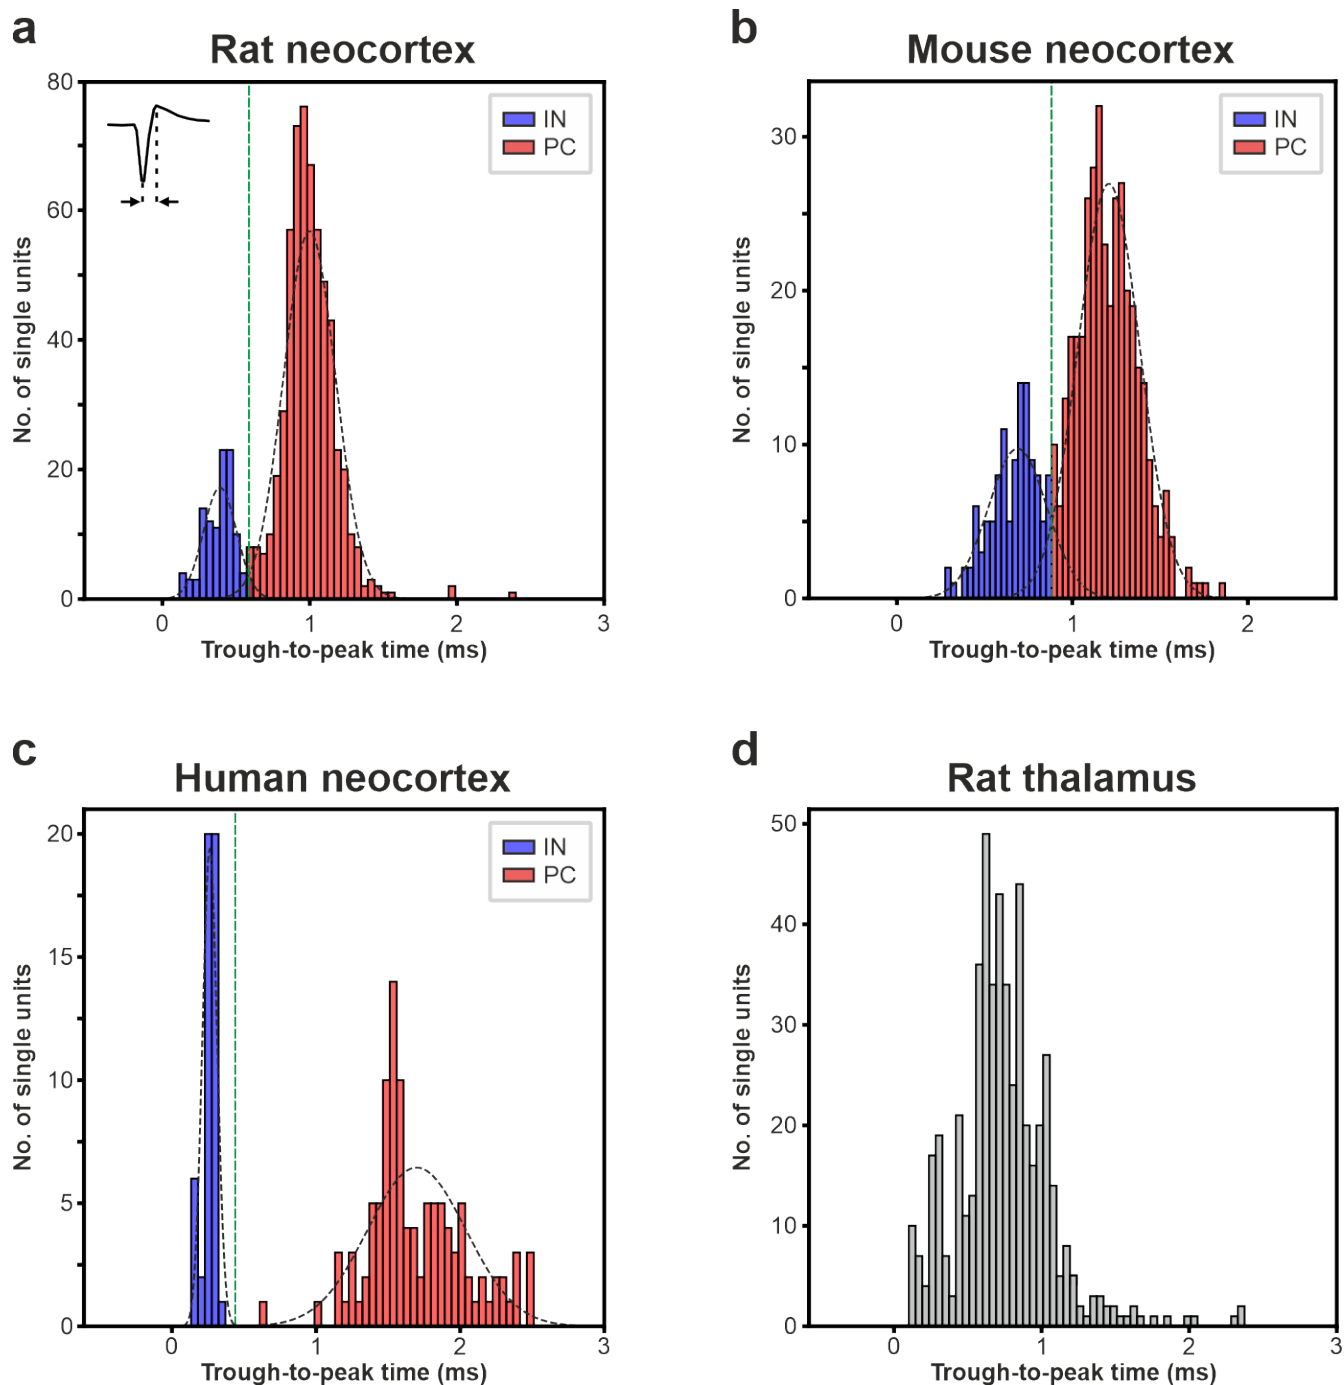 a
Rat neocortex
80
60
40
20
0
No. of single units
IN
PC
0 1 2 3
Trough-to-peak time (ms)
b
Mouse neocortex
30
20
10
0
No. of single units
IN
PC
0 1 2
Trough-to-peak time (ms)
c
Human neocortex
20
15
10
5
0
No. of single units
IN
PC
0 1 2 3
Trough-to-peak time (ms)
d
Rat thalamus
50
40
30
20
10
0
No. of single units
0 1 2 3
Trough-to-peak time (ms)